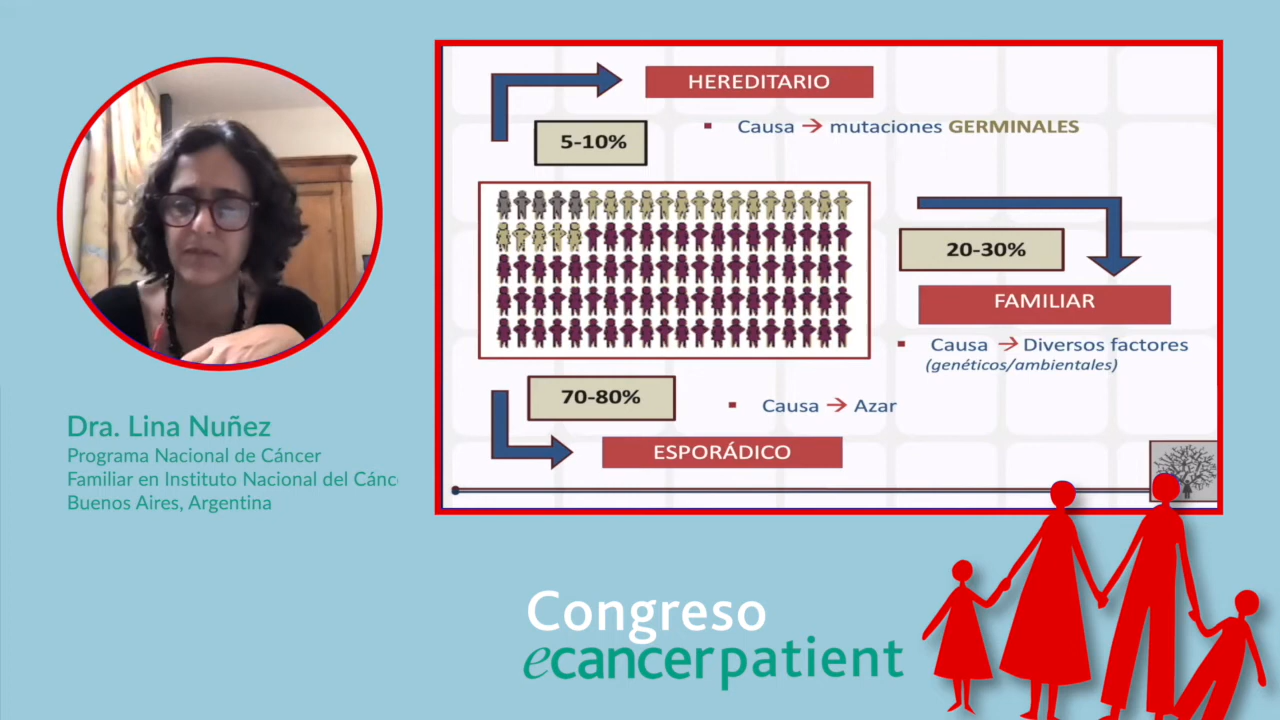 HEREDITARIO
Causa → mutaciones GERMINALES
5-10%
20-30%
FAMILIAR
Causa → Diversos factores
(genéticos/ambientales)
70-80%
Causa → Azar
ESPORÁDICO
Dra. Lina Nuñez
Programa Nacional de Cáncer
Familiar en Instituto Nacional del Cánc
Buenos Aires, Argentina
Congreso
ecancerpatient